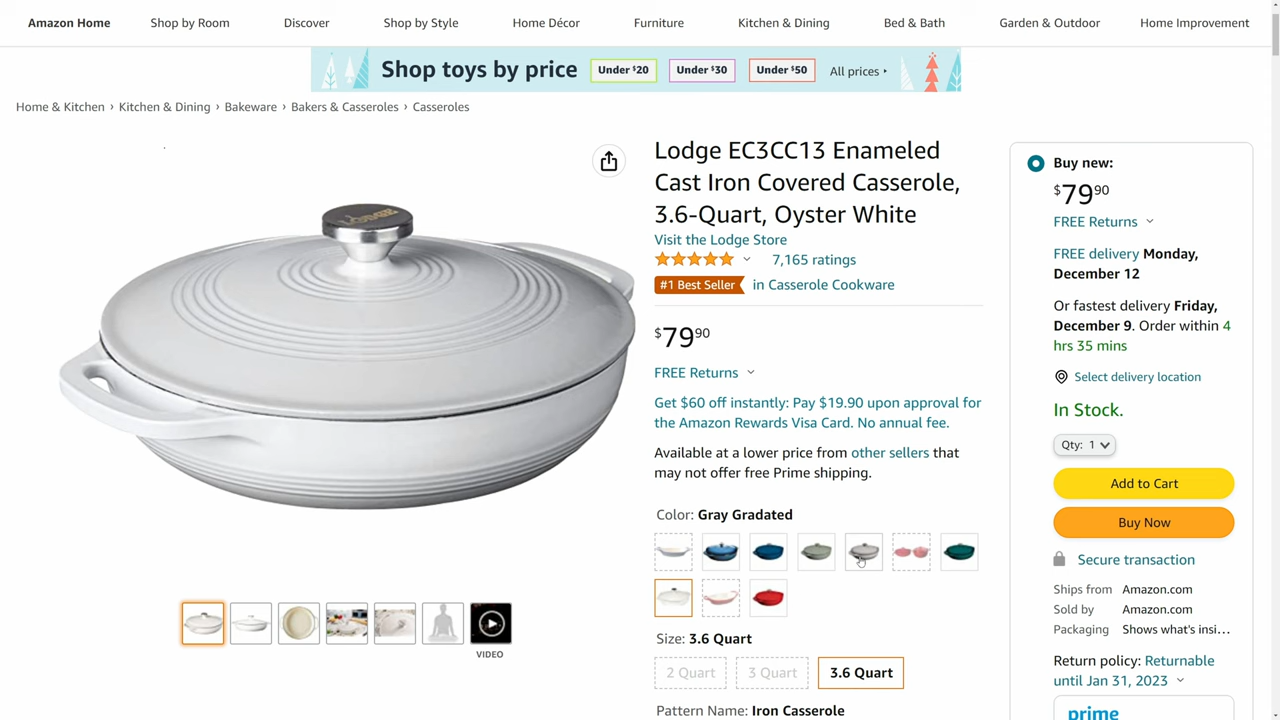 Amazon Home Shop by Room Discover Shop by Style Home Décor Furniture Kitchen & Dining Bed & Bath Garden & Outdoor Home Improvement
Shop toys by price Under $20 Under $30 Under $50 All prices ▸
Home & Kitchen › Kitchen & Dining › Bakeware › Bakers & Casseroles › Casseroles
LODGE
Lodge EC3CC13 Enameled
Cast Iron Covered Casserole,
3.6-Quart, Oyster White
Visit the Lodge Store
7,165 ratings
#1 Best Seller in Casserole Cookware
$79.90
FREE Returns
Get $60 off instantly: Pay $19.90 upon approval for
the Amazon Rewards Visa Card. No annual fee.
Available at a lower price from other sellers that
may not offer free Prime shipping.
Color: Gray Gradated
Size: 3.6 Quart
2 Quart 3 Quart 3.6 Quart
Pattern Name: Iron Casserole
VIDEO
Buy new:
$79.90
FREE Returns
FREE delivery Monday,
December 12
Or fastest delivery Friday,
December 9. Order within 4
hrs 35 mins
Select delivery location
In Stock.
Qty: 1
Add to Cart
Buy Now
Secure transaction
Ships from Amazon.com
Sold by Amazon.com
Packaging Shows what's insi...
Return policy: Returnable
until Jan 31, 2023
prime